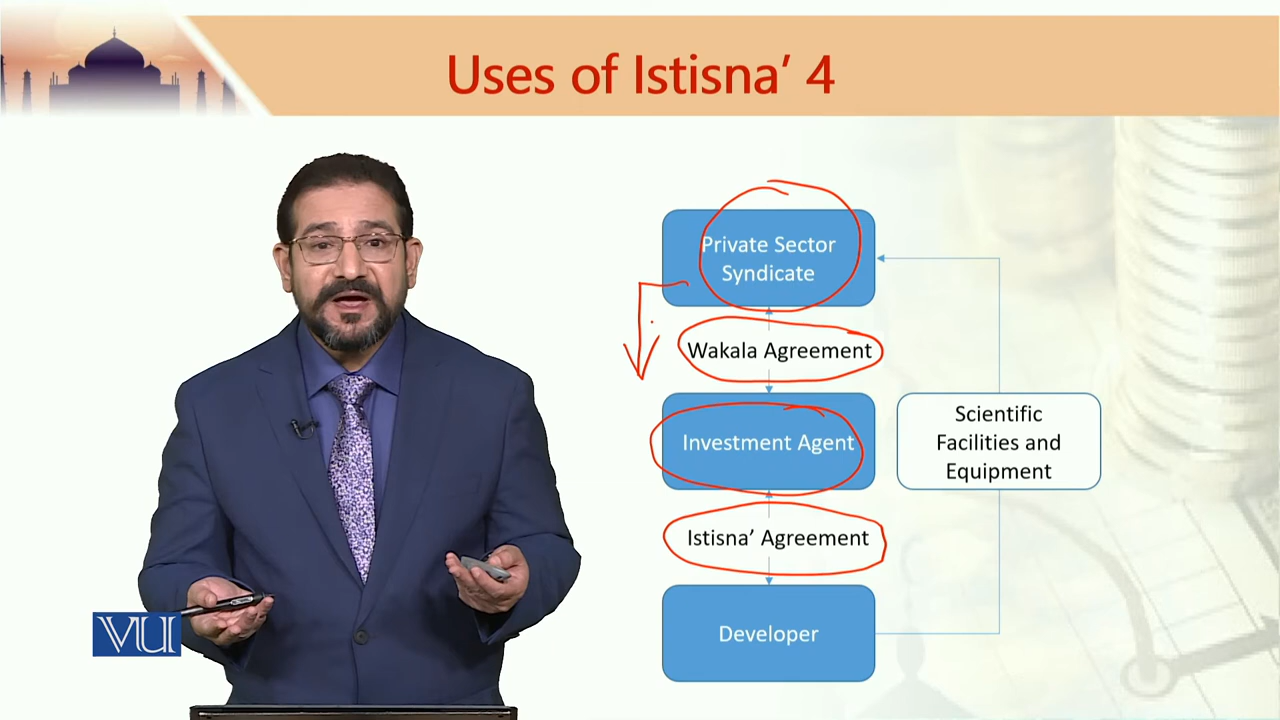 Uses of Istisna’ 4
Private Sector
Syndicate
Wakala Agreement
Investment Agent
Scientific
Facilities and
Equipment
Istisna’ Agreement
Developer
VU